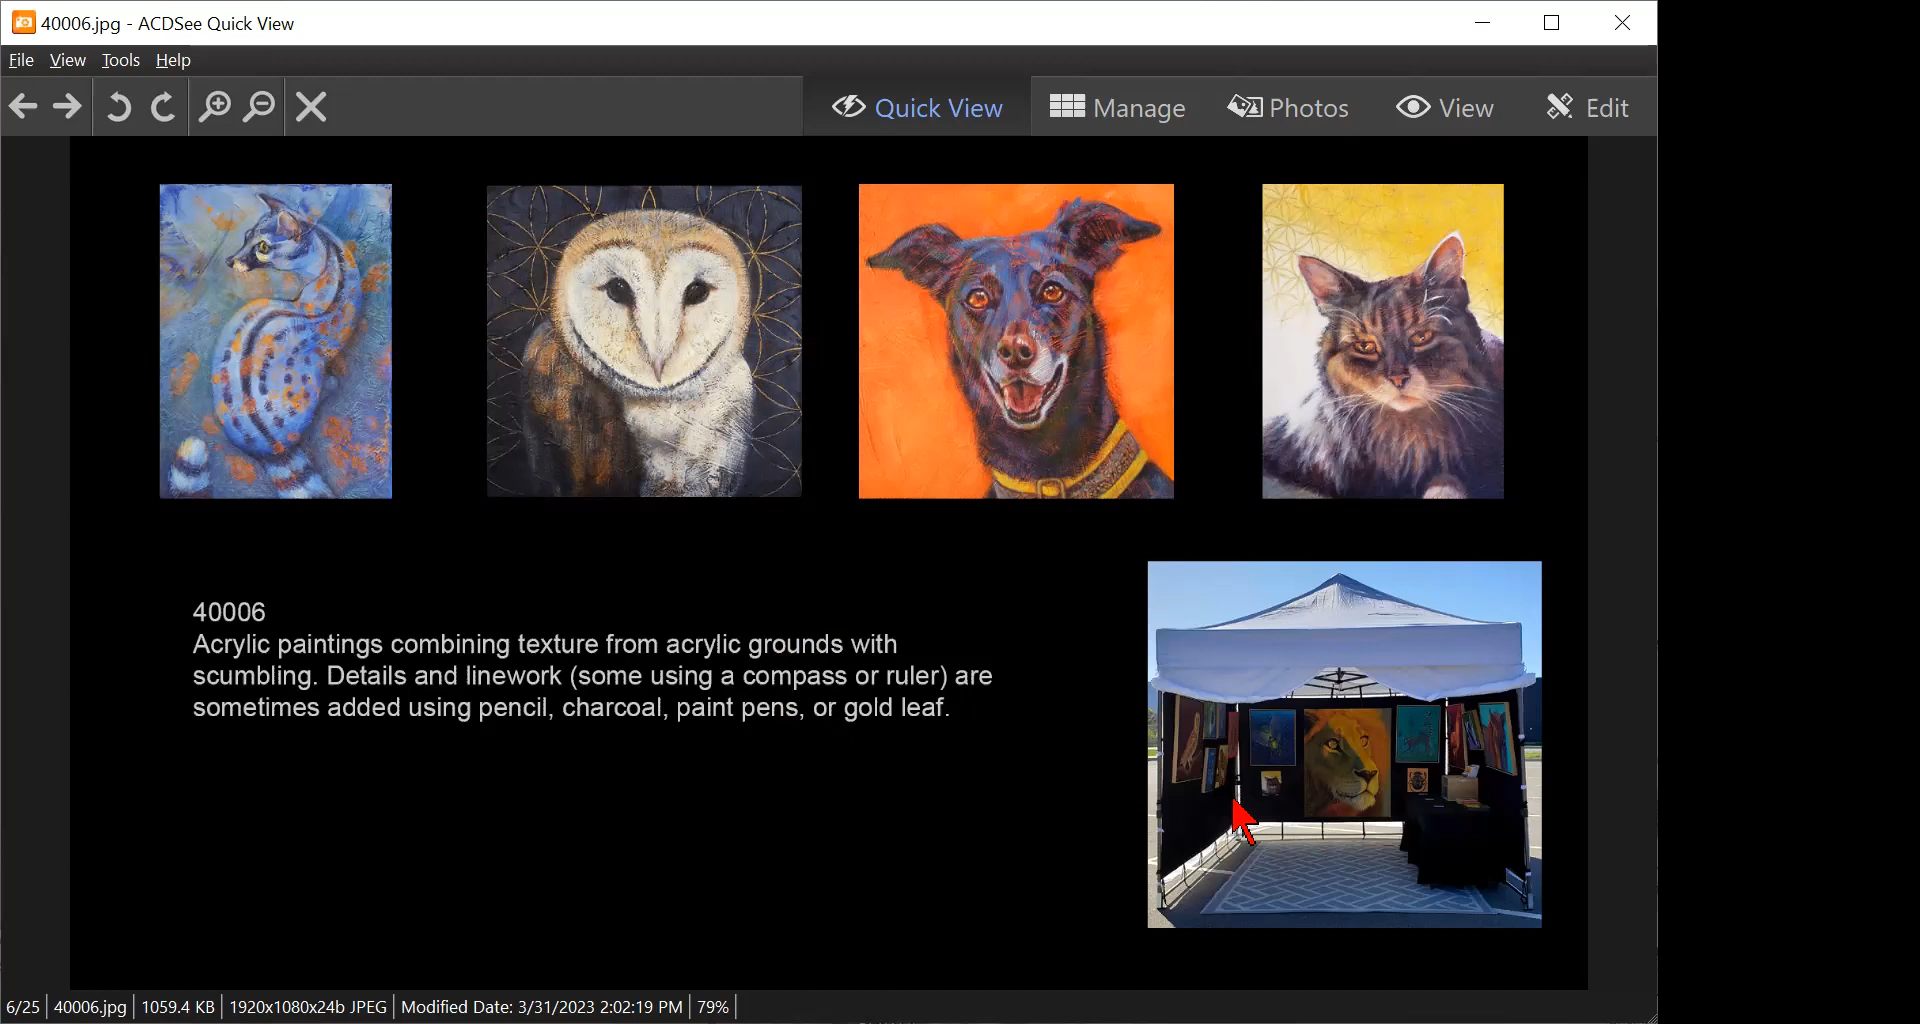 40006.jpg - ACDSee Quick View
File View Tools Help
Quick View Manage Photos View Edit
40006
Acrylic paintings combining texture from acrylic grounds with
scumbling. Details and linework (some using a compass or ruler) are
sometimes added using pencil, charcoal, paint pens, or gold leaf.
6/25 40006.jpg 1059.4 KB 1920x1080x24b JPEG Modified Date: 3/31/2023 2:02:19 PM 79%